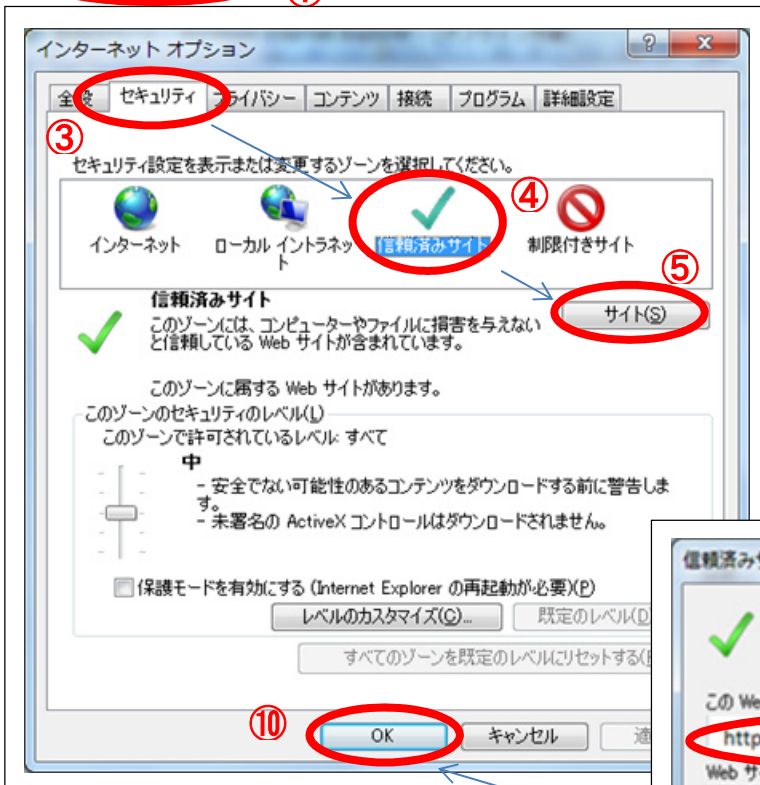 ①
インターネット オプション
全般 セキュリティ プライバシー コンテンツ 接続 プログラム 詳細設定
③
セキュリティ設定を表示または変更するゾーンを選択してください。
④
インターネット ローカル イントラネット 信頼済みサイト 制限付きサイト
⑤
信頼済みサイト
サイト(S)
このゾーンには、コンピューターやファイルに損害を与えない
と信頼している Web サイトが含まれています。
このゾーンに属する Web サイトがあります。
このゾーンのセキュリティのレベル(L)
このゾーンで許可されているレベル: すべて
中
- 安全でない可能性のあるコンテンツをダウンロードする前に警告しま
す。
- 未署名の ActiveX コントロールはダウンロードされません。
信頼済みサ
保護モードを有効にする (Internet Explorer の再起動が必要)(P)
レベルのカスタマイズ(C)... 既定のレベル(D)
すべてのゾーンを既定のレベルにリセットする(
この We
⑩
OK キャンセル 適
http
Web サ